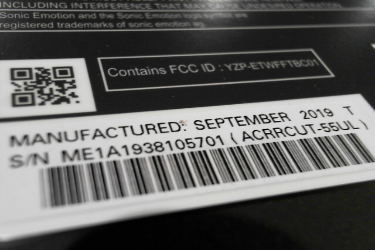 INCLUDING INTERFERENCE THAT MAY CAUSE UNDESIRED OPERATION
Sonic Emotion and the Sonic Emotion logo symbol are
registered trademarks of sonic emotion ag.
Contains FCC ID : YZP-ETWFFTBC01
MANUFACTURED: SEPTEMBER 2019 T
S/N ME1A1938105701 ( ACRRCUT-55UL )